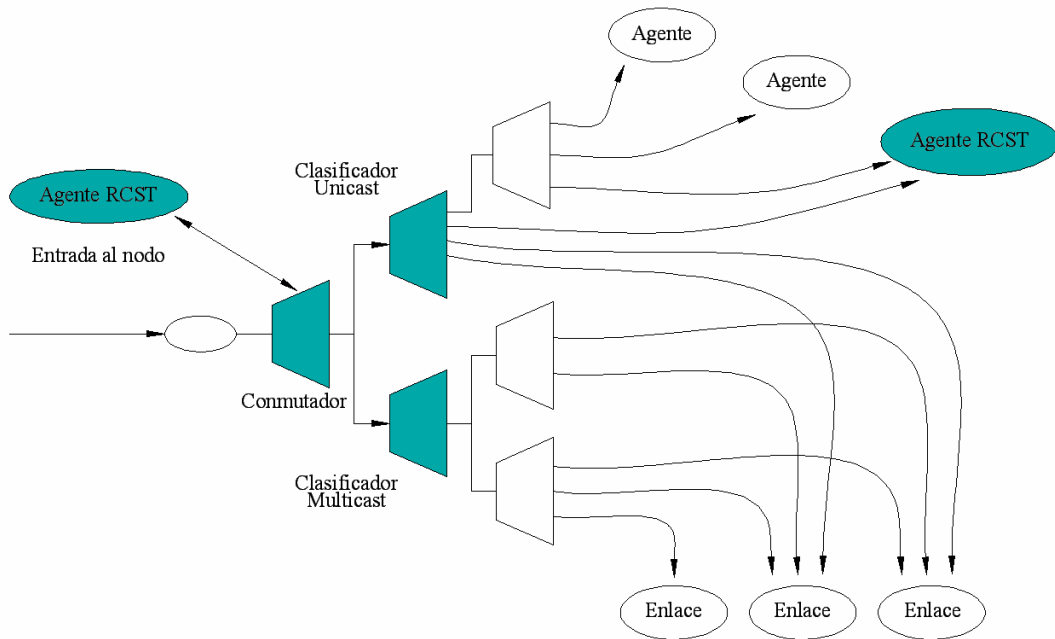 Agente
Agente
Agente RCST
Clasificador
Unicast
Agente RCST
Entrada al nodo
Conmutador
Clasificador
Multicast
Enlace
Enlace
Enlace